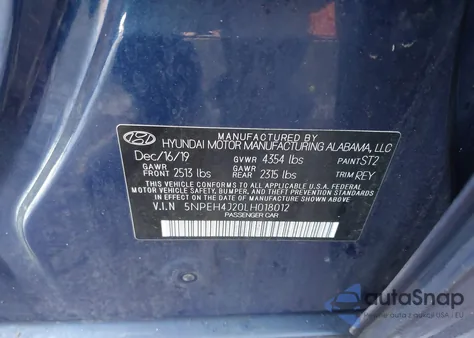 MANUFACTURED BY
HYUNDAI MOTOR MANUFACTURING ALABAMA, LLC
Dec/16/19 GVWR 4354 lbs PAINT ST2
GAWR FRONT 2513 lbs GAWR REAR 2315 lbs TRIM REY
THIS VEHICLE CONFORMS TO ALL APPLICABLE U.S. FEDERAL
MOTOR VEHICLE SAFETY, BUMPER, AND THEFT PREVENTION
STANDARDS IN EFFECT ON THE DATE OF MANUFACTURE SHOWN ABOVE.
V.I.N 5NPEH4J20LH018012
PASSENGER CAR
autoSnap